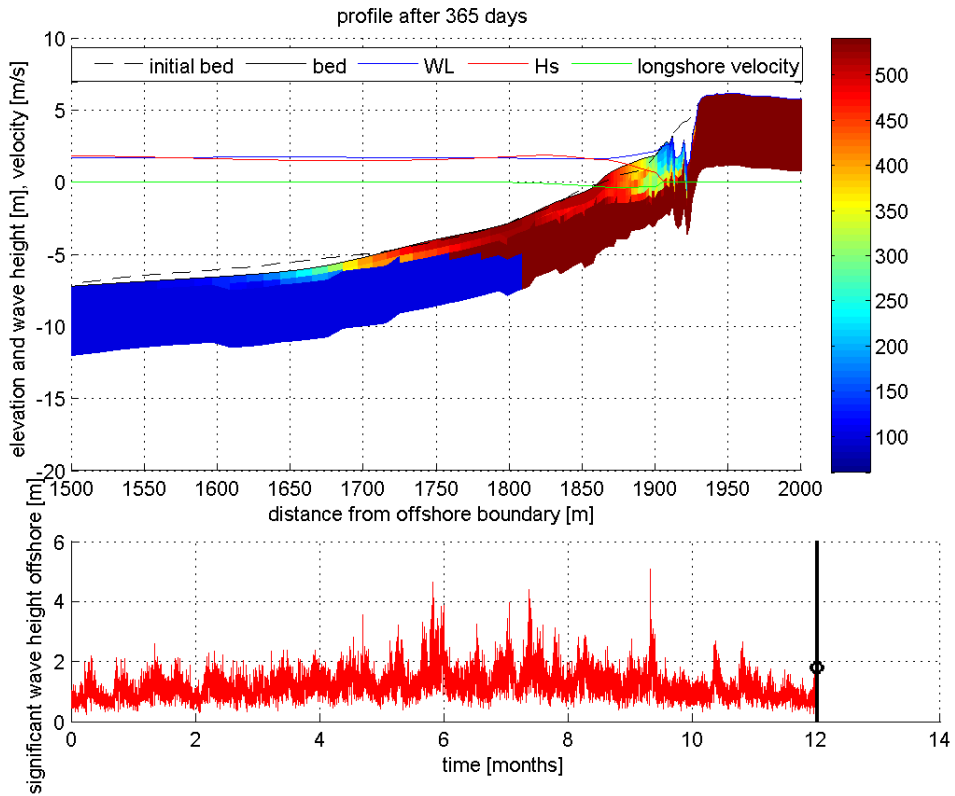 profile after 365 days
elevation and wave height [m], velocity [m/s]
10
5
0
-5
-10
-15
-20
initial bed bed WL Hs longshore velocity
500
450
400
350
300
250
200
150
100
1500 1550 1600 1650 1700 1750 1800 1850 1900 1950 2000
distance from offshore boundary [m]
significant wave height offshore [m]
6
4
2
0
0 2 4 6 8 10 12 14
time [months]